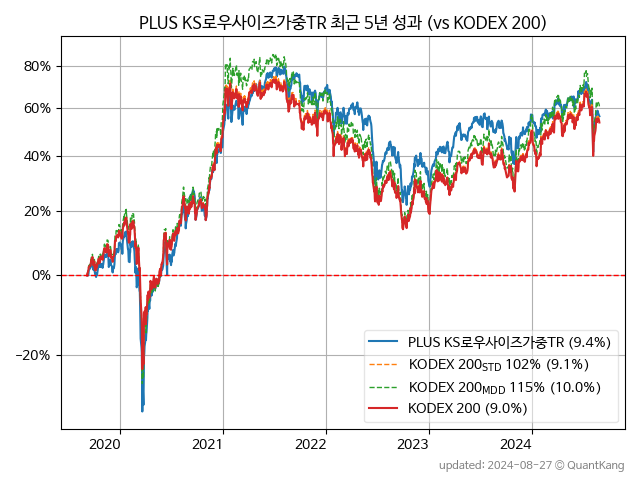 PLUS KS로우사이즈가중TR 최근 5년 성과 (vs KODEX 200)
80%
60%
40%
20%
0%
−20%
PLUS KS로우사이즈가중TR (9.4%)
KODEX 200STD 102% (9.1%)
KODEX 200MDD 115% (10.0%)
KODEX 200 (9.0%)
2020 2021 2022 2023 2024
updated: 2024-08-27 © QuantKang